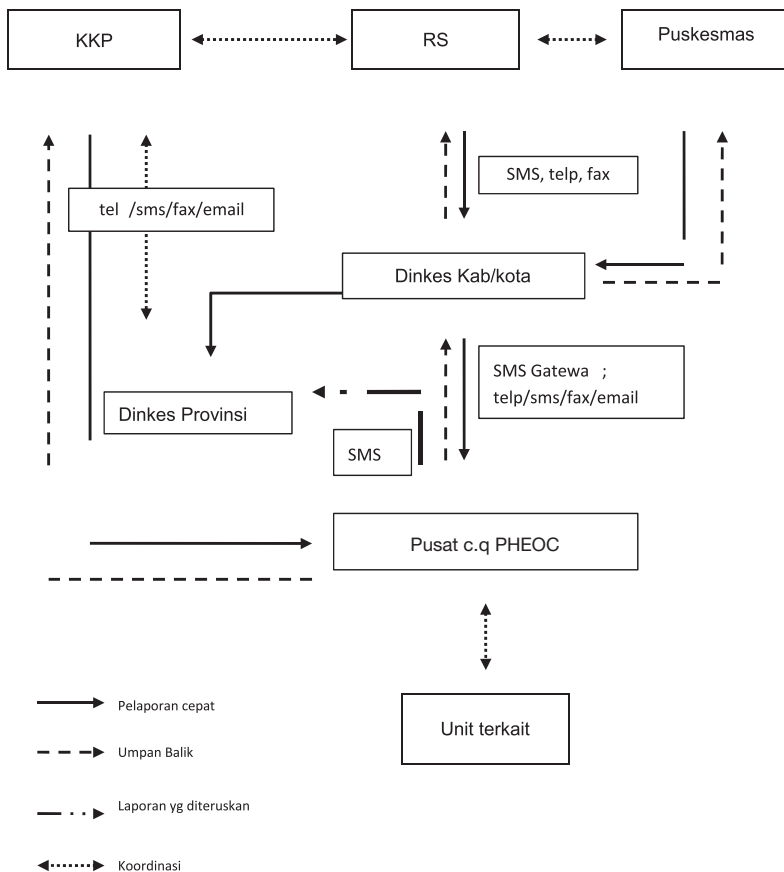 KKP
RS
Puskesmas
SMS, telp, fax
tel /sms/fax/email
Dinkes Kab/kota
SMS Gatewa ;
telp/sms/fax/email
Dinkes Provinsi
SMS
Pusat c.q PHEOC
Unit terkait
Pelaporan cepat
Umpan Balik
Laporan yg diteruskan
Koordinasi